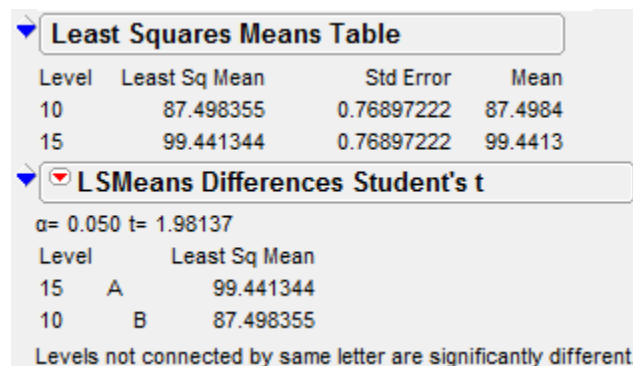 Least Squares Means Table
Level Least Sq Mean Std Error Mean
10 87.498355 0.76897222 87.4984
15 99.441344 0.76897222 99.4413
LSMeans Differences Student's t
α= 0.050 t= 1.98137
Level Least Sq Mean
15 A 99.441344
10 B 87.498355
Levels not connected by same letter are significantly different.